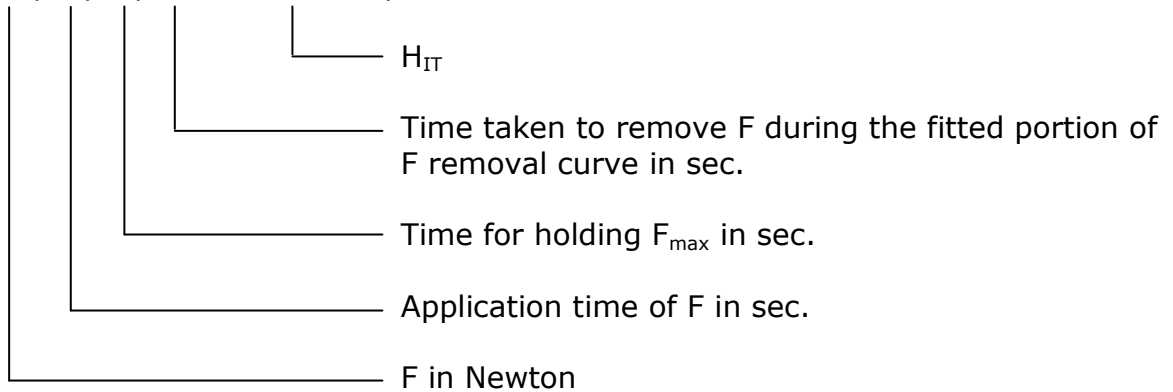 H_IT
Time taken to remove F during the fitted portion of
F removal curve in sec.
Time for holding F_max in sec.
Application time of F in sec.
F in Newton